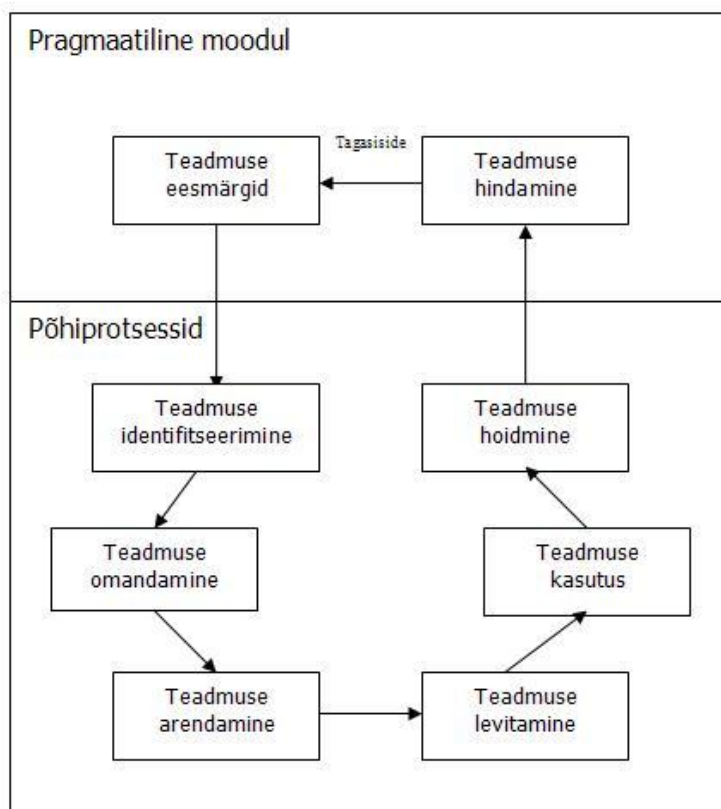 Pragmaatiline moodul
Teadmuse
eesmärgid
Tagasiside
Teadmuse
hindamine
Põhiprotsessid
Teadmuse
identifitseerimine
Teadmuse
hoidmine
Teadmuse
omandamine
Teadmuse
kasutus
Teadmuse
arendamine
Teadmuse
levitamine